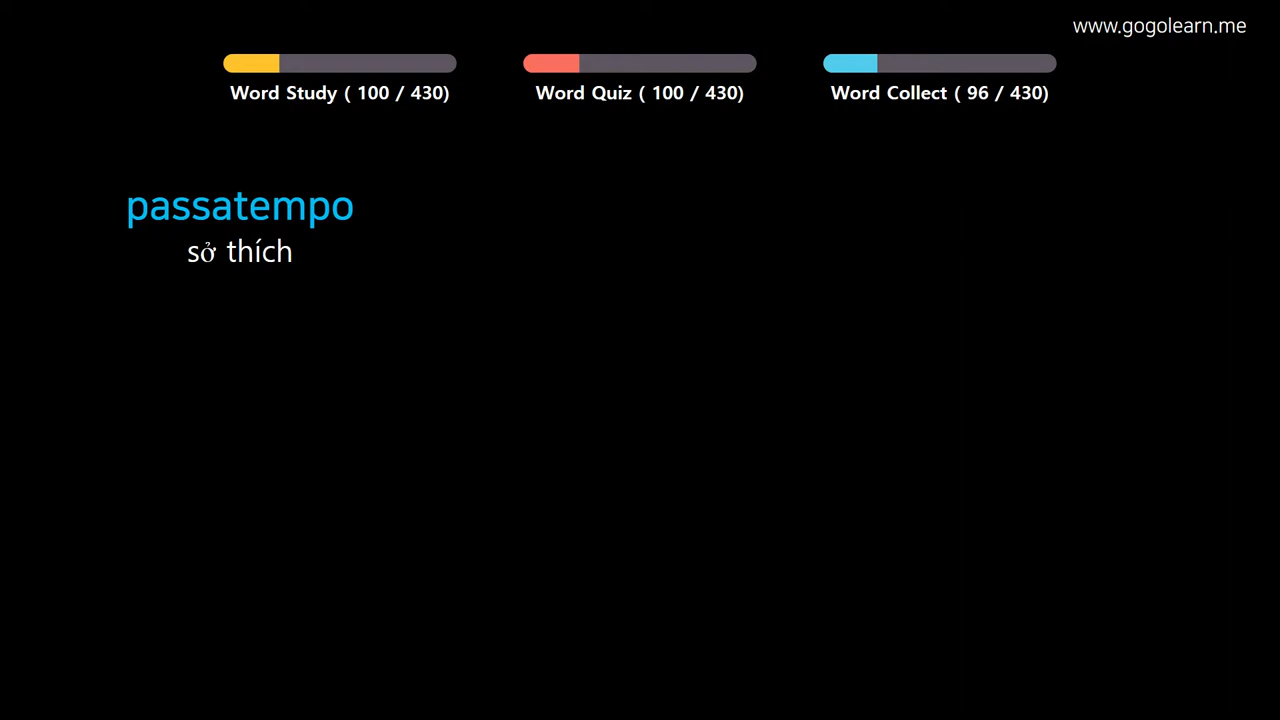 www.gogolearn.me
Word Study ( 100 / 430)
Word Quiz ( 100 / 430)
Word Collect ( 96 / 430)
passatempo
sở thích